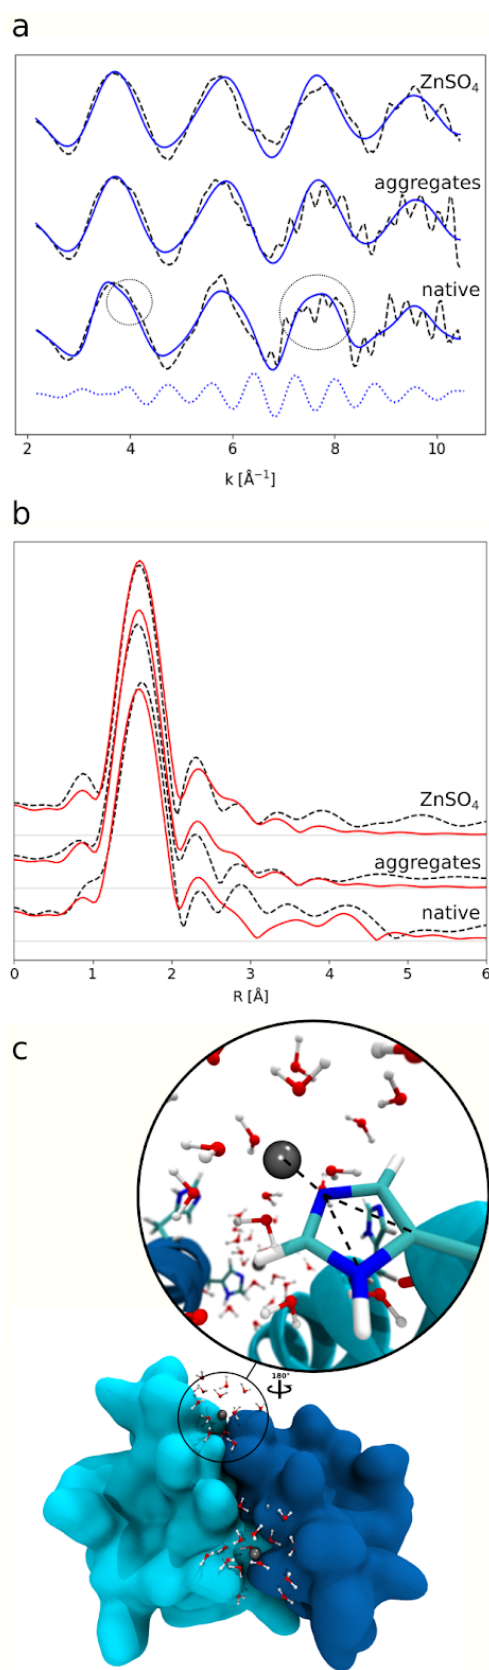 a
ZnSO₄
aggregates
native
2 4 6 8 10
k [Å⁻¹]
b
ZnSO₄
aggregates
native
0 1 2 3 4 5 6
R [Å]
c
180°